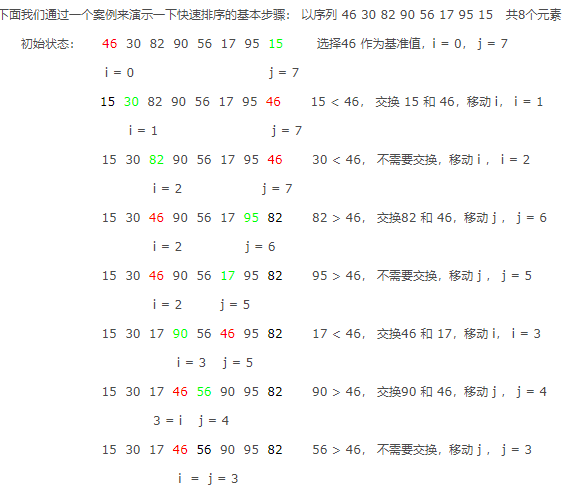 下面我们通过一个案例来演示一下快速排序的基本步骤： 以序列 46 30 82 90 56 17 95 15 共8个元素
初始状态： 46 30 82 90 56 17 95 15 选择46 作为基准值，i = 0， j = 7
i = 0 j = 7
15 30 82 90 56 17 95 46 15 < 46， 交换 15 和 46，移动 i， i = 1
i = 1 j = 7
15 30 82 90 56 17 95 46 30 < 46， 不需要交换，移动 i ， i = 2
i = 2 j = 7
15 30 46 90 56 17 95 82 82 > 46， 交换82 和 46，移动 j ， j = 6
i = 2 j = 6
15 30 46 90 56 17 95 82 95 > 46， 不需要交换，移动 j ， j = 5
i = 2 j = 5
15 30 17 90 56 46 95 82 17 < 46， 交换46 和 17，移动 i， i = 3
i = 3 j = 5
15 30 17 46 56 90 95 82 90 > 46， 交换90 和 46，移动 j ， j = 4
3 = i j = 4
15 30 17 46 56 90 95 82 56 > 46， 不需要交换，移动 j ， j = 3
i = j = 3